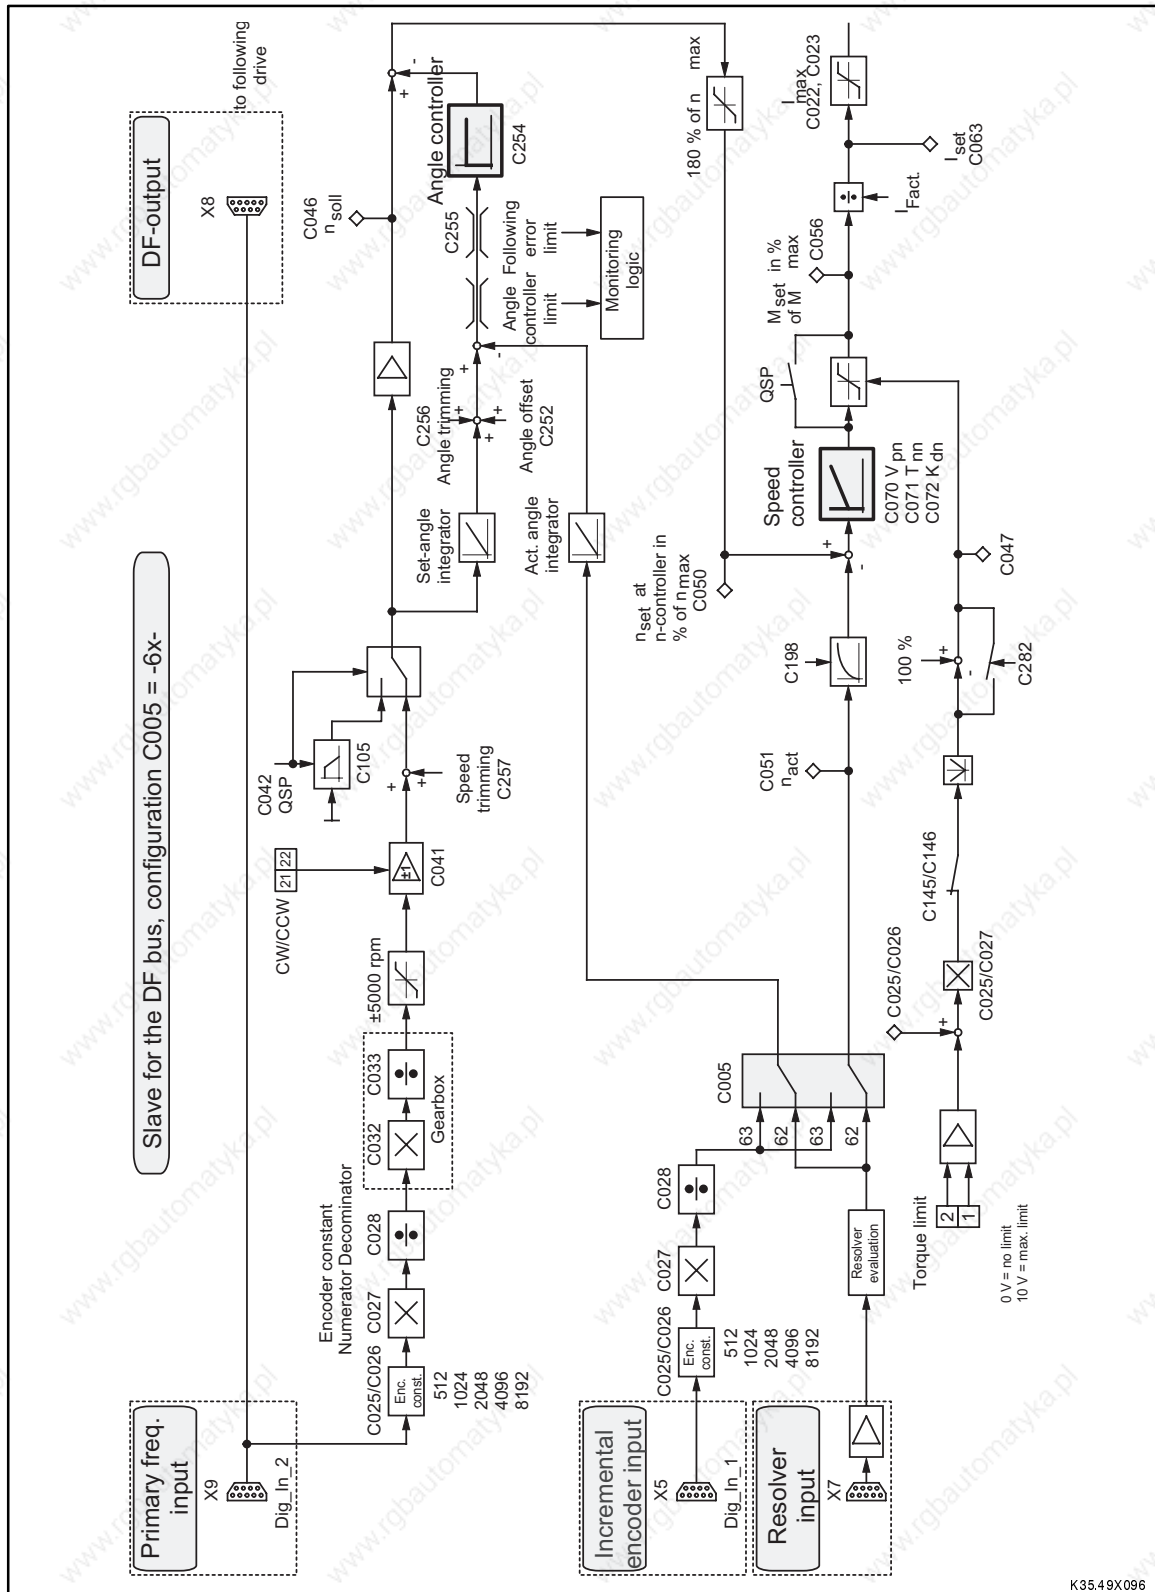 Slave for the DF bus, configuration C005 = -6x-
Primary freq.
input
X9
Dig_In_2
DF-output
X8
to following
drive
C025/C026
Enc.
const.
512
1024
2048
4096
8192
Encoder constant
Numerator Decominator
C027
C028
C032
C033
Gearbox
±5000 rpm
CW/CCW
21 22
±1
C041
C042
QSP
C105
Speed
trimming
C257
+
+
Set-angle
integrator
Act. angle
integrator
C256
Angle trimming
+
+
+
Angle offset
C252
+
-
Angle
controller
limit
Following
error
limit
Monitoring
logic
C255
Angle controller
C254
C046
n soll
+
-
180 % of n max
Incremental
encoder input
X5
Dig_In_1
C025/C026
Enc.
const.
512
1024
2048
4096
8192
C027
C028
63
62
63
62
C005
Resolver
input
X7
Resolver
evaluation
C051
n act
C198
n set at
n-controller in
% of n max
C050
+
-
Speed
controller
C070 V pn
C071 T nn
C072 K dn
QSP
M set in %
of M max
C056
I Fact.
I set
C063
I max
C022, C023
Torque limit
2
1
0 V = no limit
10 V = max. limit
C025/C026
+
C025/C027
C145/C146
100 %
+
-
C282
C047
K35.49X096
www.rgbautomatyka.pl